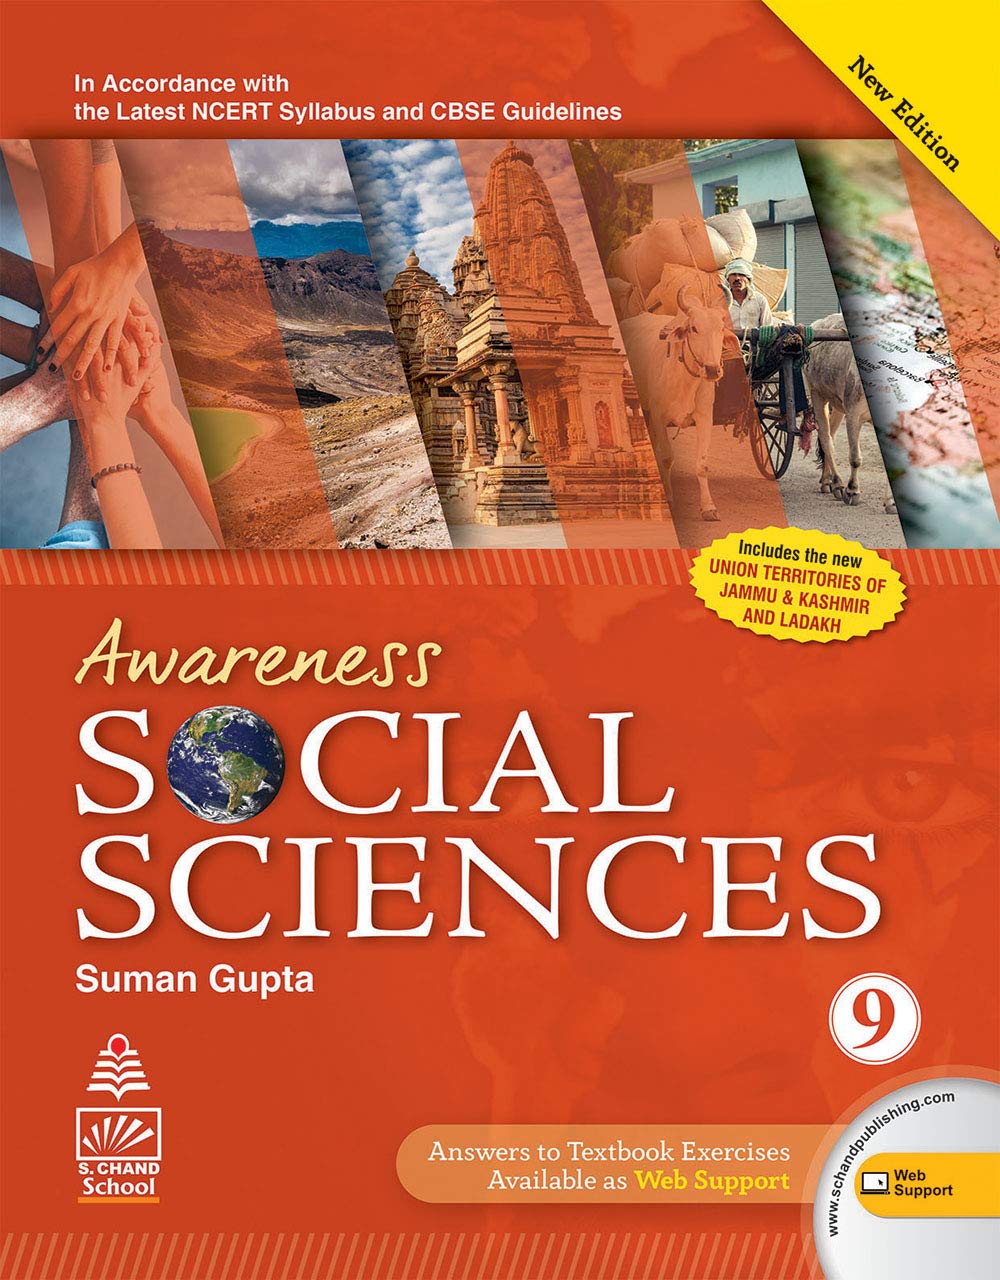 In Accordance with
the Latest NCERT Syllabus and CBSE Guidelines
New Edition
Includes the new
UNION TERRITORIES OF
JAMMU & KASHMIR
AND LADAKH
Awareness
SOCIAL
SCIENCES
Suman Gupta
9
S. CHAND
School
Answers to Textbook Exercises
Available as Web Support
www.schandpublishing.com
Web
Support